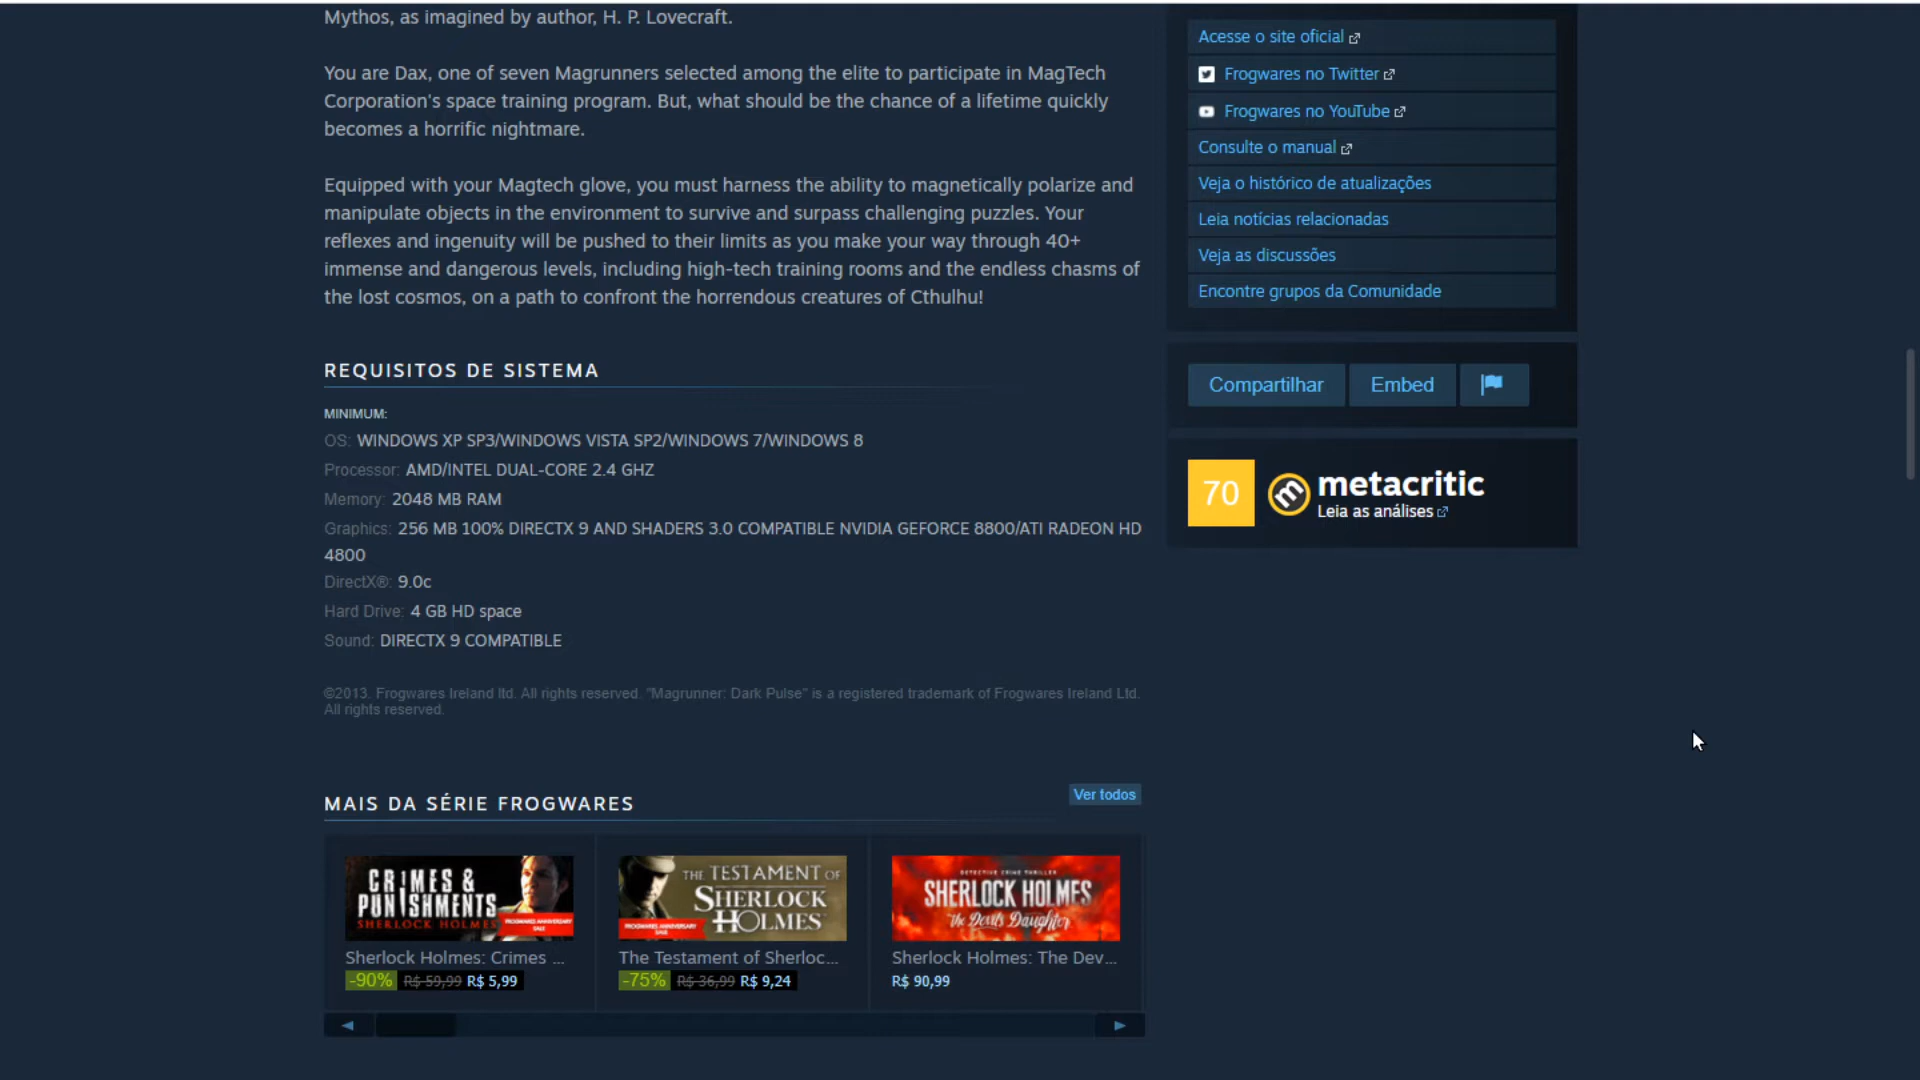 Mythos, as imagined by author, H. P. Lovecraft.
You are Dax, one of seven Magrunners selected among the elite to participate in MagTech
Corporation's space training program. But, what should be the chance of a lifetime quickly
becomes a horrific nightmare.
Equipped with your Magtech glove, you must harness the ability to magnetically polarize and
manipulate objects in the environment to survive and surpass challenging puzzles. Your
reflexes and ingenuity will be pushed to their limits as you make your way through 40+
immense and dangerous levels, including high-tech training rooms and the endless chasms of
the lost cosmos, on a path to confront the horrendous creatures of Cthulhu!
REQUISITOS DE SISTEMA
MINIMUM:
OS: WINDOWS XP SP3/WINDOWS VISTA SP2/WINDOWS 7/WINDOWS 8
Processor: AMD/INTEL DUAL-CORE 2.4 GHZ
Memory: 2048 MB RAM
Graphics: 256 MB 100% DIRECTX 9 AND SHADERS 3.0 COMPATIBLE NVIDIA GEFORCE 8800/ATI RADEON HD
4800
DirectX®: 9.0c
Hard Drive: 4 GB HD space
Sound: DIRECTX 9 COMPATIBLE
©2013. Frogwares Ireland ltd. All rights reserved. "Magrunner: Dark Pulse" is a registered trademark of Frogwares Ireland Ltd.
All rights reserved.
MAIS DA SÉRIE FROGWARES
Ver todos
CRIMES &
PUNISHMENTS
SHERLOCK HOLMES
FROGWARES ANNIVERSARY
SALE
Sherlock Holmes: Crimes ...
-90% R$ 59,99 R$ 5,99
THE TESTAMENT OF
SHERLOCK
HOLMES
FROGWARES ANNIVERSARY
SALE
The Testament of Sherloc...
-75% R$ 36,99 R$ 9,24
DETECTIVE CRIME THRILLER
SHERLOCK HOLMES
The Devil's Daughter
Sherlock Holmes: The Dev...
R$ 90,99
Acesse o site oficial
Frogwares no Twitter
Frogwares no YouTube
Consulte o manual
Veja o histórico de atualizações
Leia notícias relacionadas
Veja as discussões
Encontre grupos da Comunidade
Compartilhar
Embed
70
m
metacritic
Leia as análises